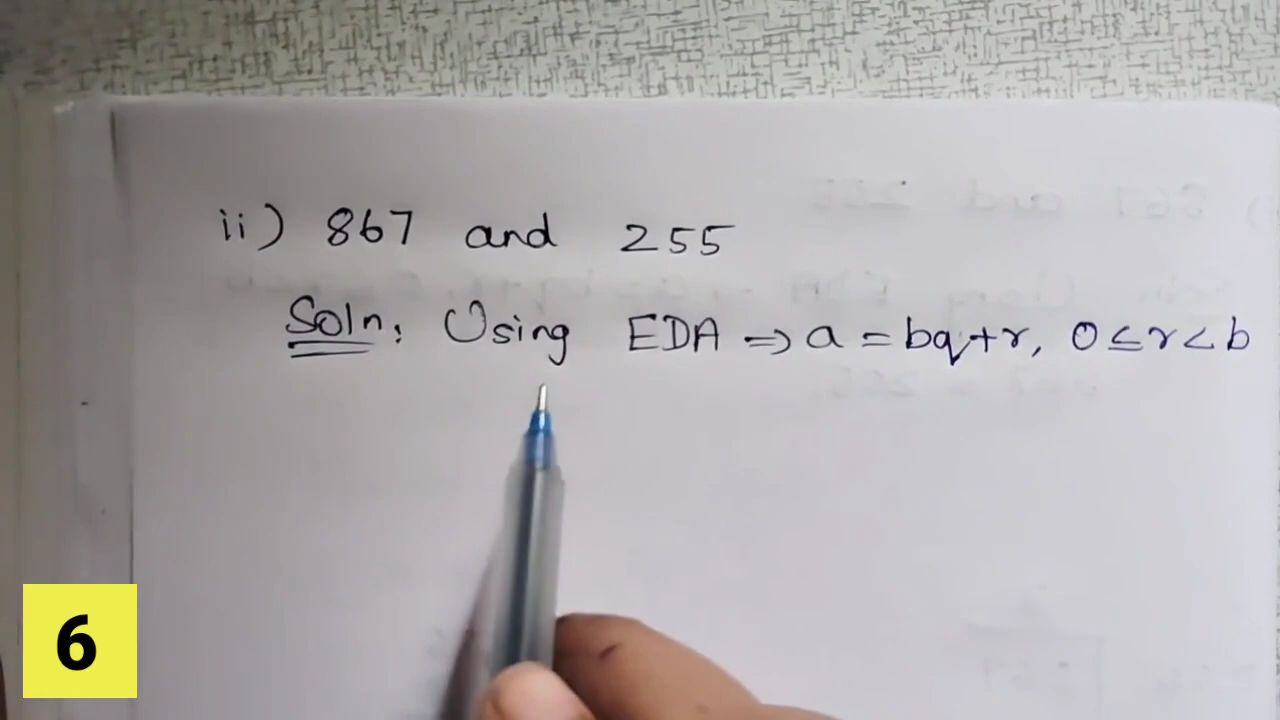 ii) 867 and 255
Soln: Using EDA ⇒ a = bq+r, 0 ≤ r < b
6